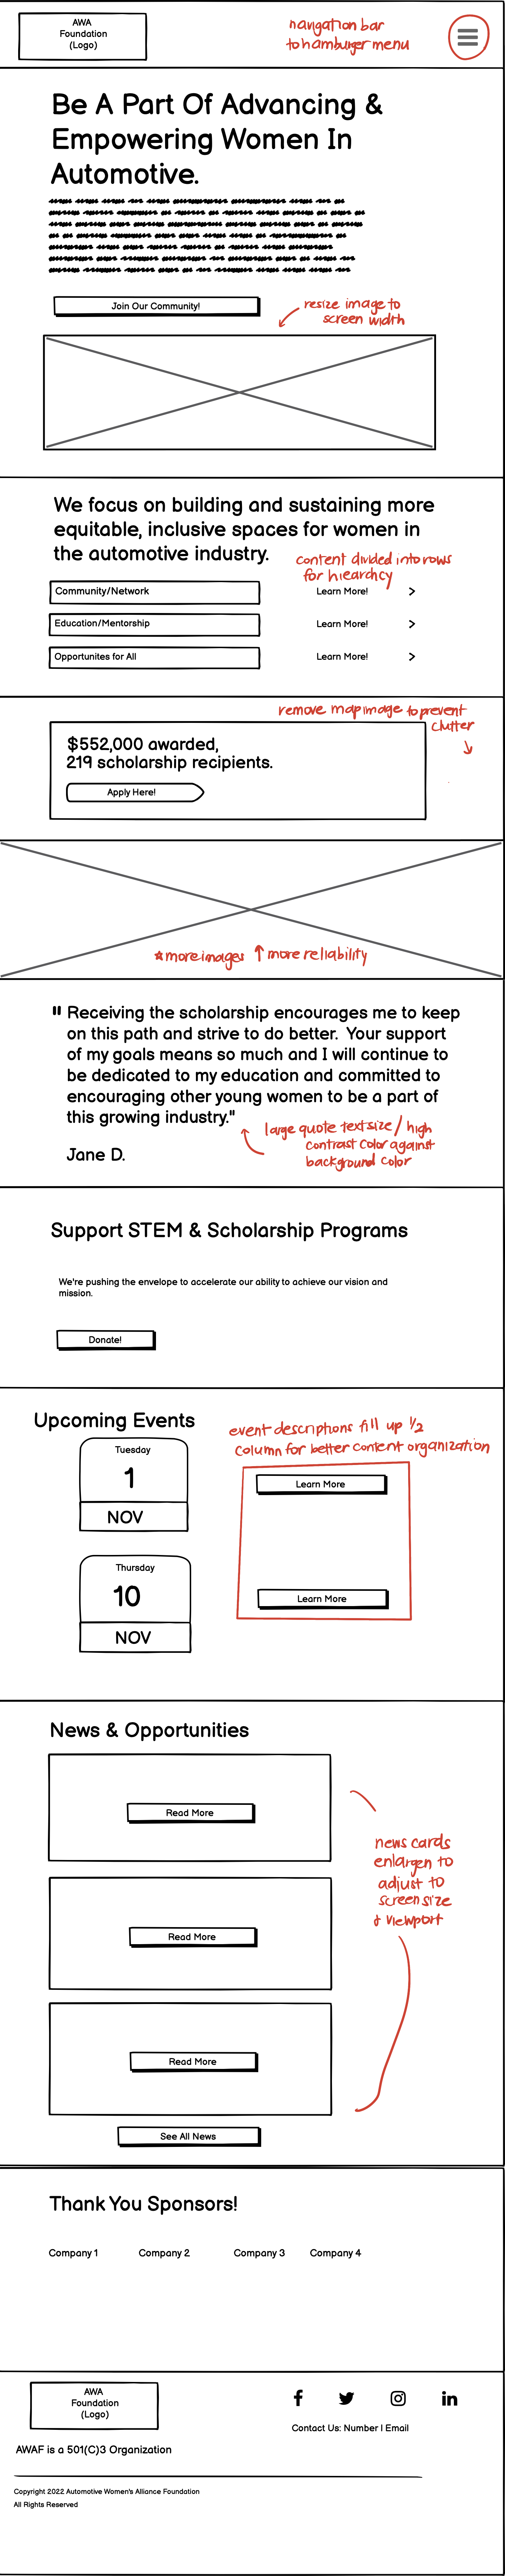 AWA
Foundation
(Logo)
navigation bar
to hamburger menu
Be A Part Of Advancing &
Empowering Women In
Automotive.
Join Our Community!
resize image to
screen width
We focus on building and sustaining more
equitable, inclusive spaces for women in
the automotive industry.
content divided into rows
for hiearchcy
Community/Network
Learn More!
Education/Mentorship
Learn More!
Opportunites for All
Learn More!
remove map image to prevent
clutter
$552,000 awarded,
219 scholarship recipients.
Apply Here!
*more images ↑ more reliability
" Receiving the scholarship encourages me to keep
on this path and strive to do better. Your support
of my goals means so much and I will continue to
be dedicated to my education and committed to
encouraging other young women to be a part of
this growing industry."
large quote text size / high
contrast color against
background color
Jane D.
Support STEM & Scholarship Programs
We're pushing the envelope to accelerate our ability to achieve our vision and
mission.
Donate!
Upcoming Events
event descriptions fill up 1/2
column for better content organization
Tuesday
1
NOV
Learn More
Thursday
10
NOV
Learn More
News & Opportunities
Read More
news cards
enlargen to
adjust to
screen size
& viewport
Read More
Read More
See All News
Thank You Sponsors!
Company 1 Company 2 Company 3 Company 4
AWA
Foundation
(Logo)
Contact Us: Number | Email
AWAF is a 501(C)3 Organization
Copyright 2022 Automotive Women's Alliance Foundation
All Rights Reserved